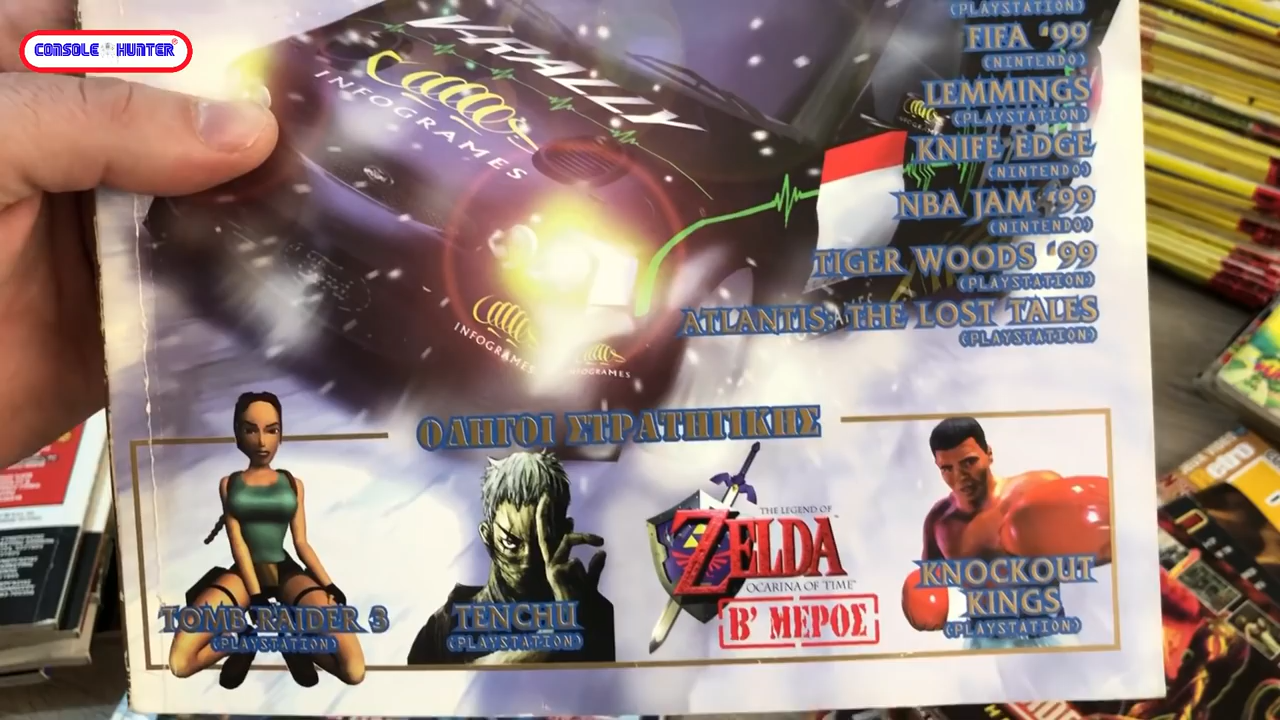 CONSOLE HUNTER®
V-RALLY
INFOGRAMES
INFOGRAMES
INFOGRAMES
(PLAYSTATION)
FIFA '99
(NINTENDO)
LEMMINGS
(PLAYSTATION)
KNIFE EDGE
(NINTENDO)
NBA JAM '99
(NINTENDO)
TIGER WOODS '99
(PLAYSTATION)
ATLANTIS: THE LOST TALES
(PLAYSTATION)
ΟΔΗΓΟΙ ΣΤΡΑΤΗΓΙΚΗΣ
TOMB RAIDER 3
(PLAYSTATION)
TENCHU
(PLAYSTATION)
THE LEGEND OF
ZELDA
OCARINA OF TIME™
Β' ΜΕΡΟΣ
KNOCKOUT
KINGS
(PLAYSTATION)